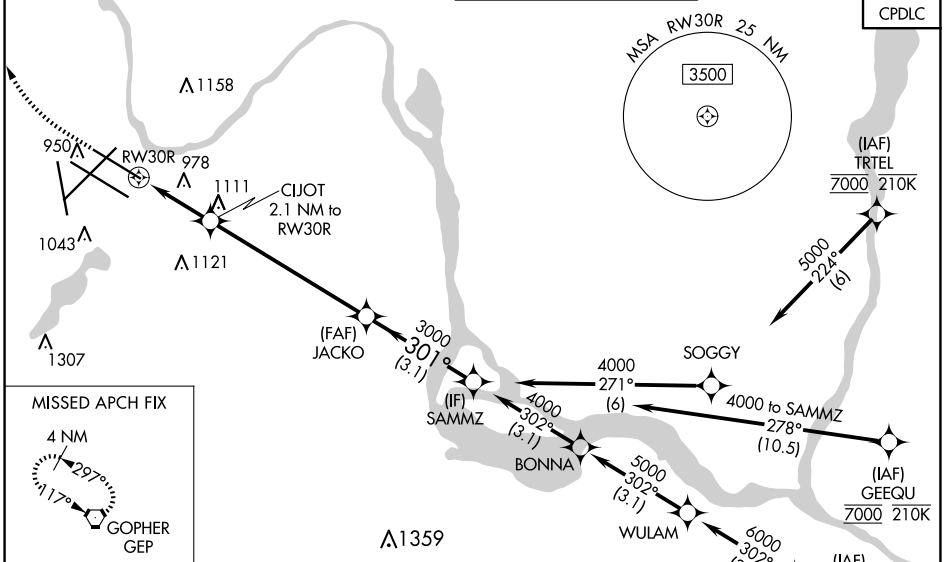 CPDLC
MSA RW30R 25 NM
3500
1158
950
RW30R
978
1111
CIJOT
2.1 NM to
RW30R
1043
1121
1307
(IAF)
TRTEL
7000 210K
5000
224°
(6)
(FAF)
JACKO
3000
301°
(3.1)
(IF)
SAMMZ
SOGGY
4000
271°
(6)
4000 to SAMMZ
278°
(10.5)
(IAF)
GEEQU
7000 210K
4000
302°
(3.1)
BONNA
5000
302°
(3.1)
WULAM
6000
302°
(IAF)
1359
MISSED APCH FIX
4 NM
297°
117°
GOPHER
GEP